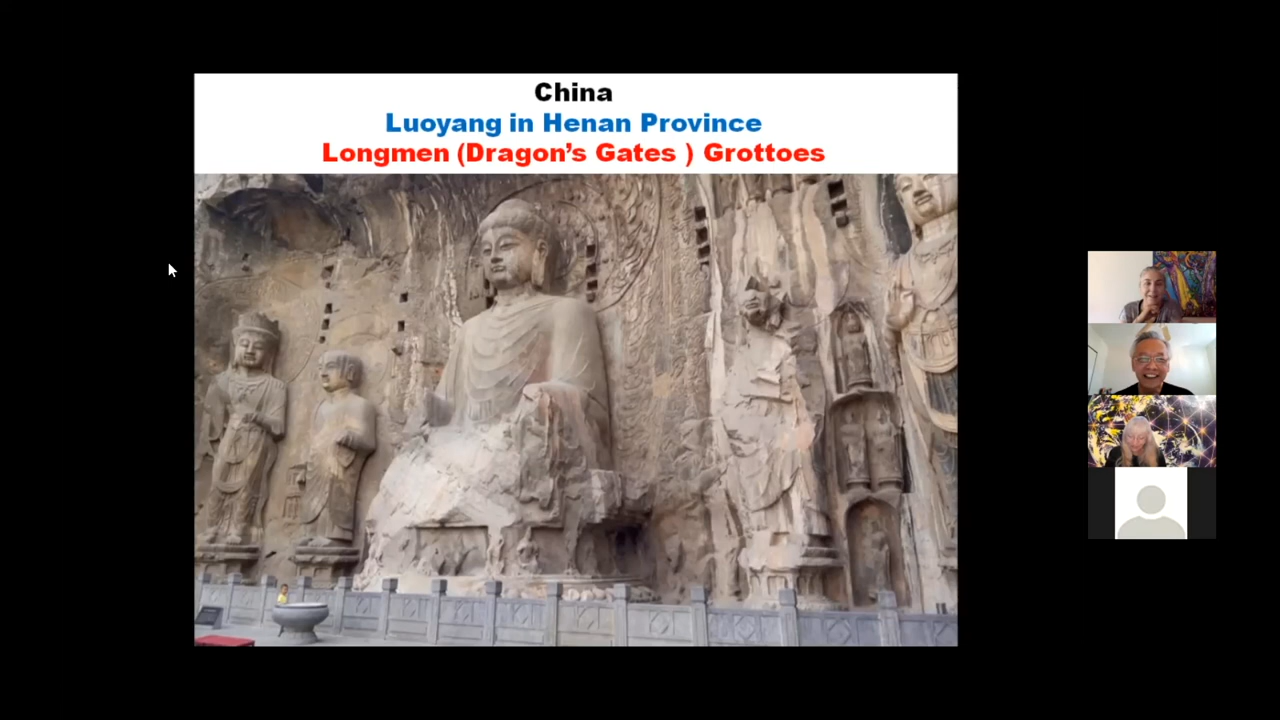 China
Luoyang in Henan Province
Longmen (Dragon’s Gates ) Grottoes